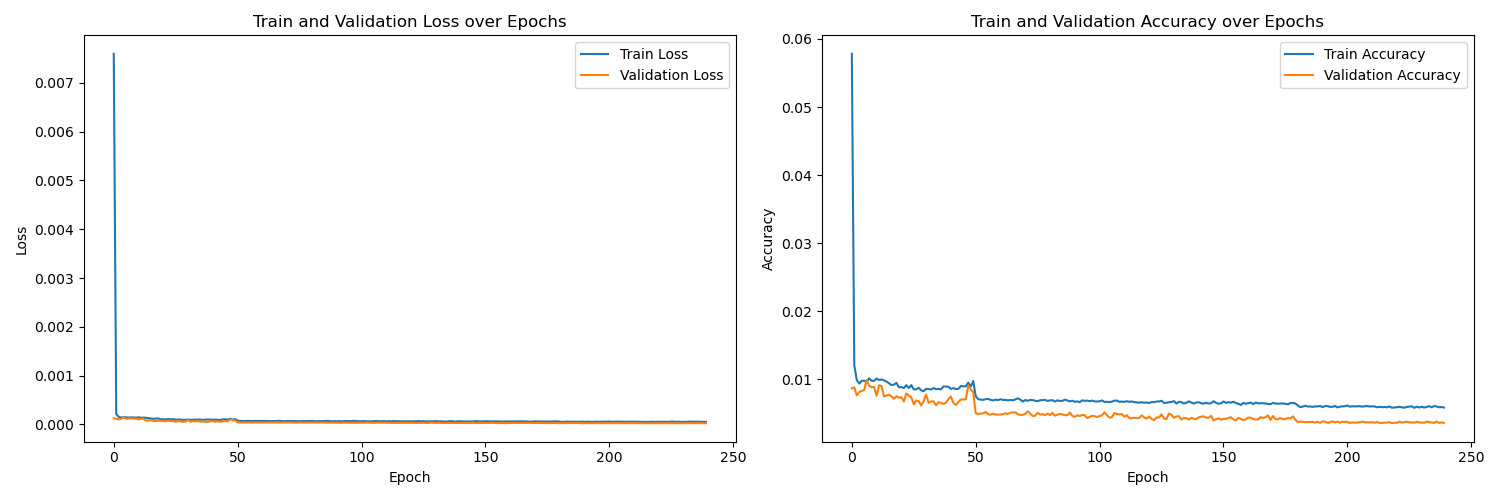 Train and Validation Loss over Epochs
Train Loss
Validation Loss
0.007
0.006
0.005
0.004
0.003
0.002
0.001
0.000
Loss
0
50
100
150
200
250
Epoch
Train and Validation Accuracy over Epochs
Train Accuracy
Validation Accuracy
0.06
0.05
0.04
0.03
0.02
0.01
Accuracy
0
50
100
150
200
250
Epoch